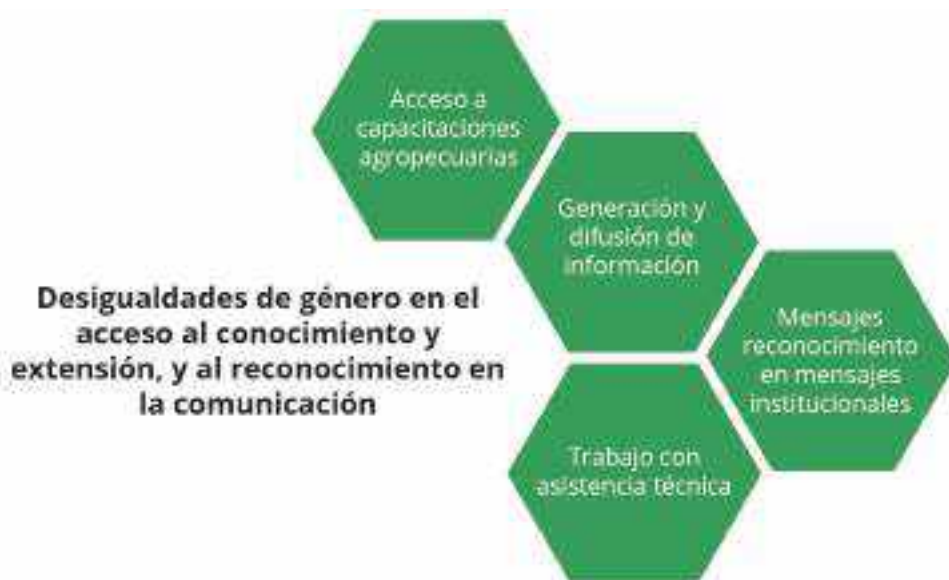 Acceso a
capacitaciones
agropecuarias
Generación y
difusión de
información
Desigualdades de género en el
acceso al conocimiento y
extensión, y al reconocimiento en
la comunicación
Mensajes
reconocimiento
en mensajes
institucionales
Trabajo con
asistencia técnica